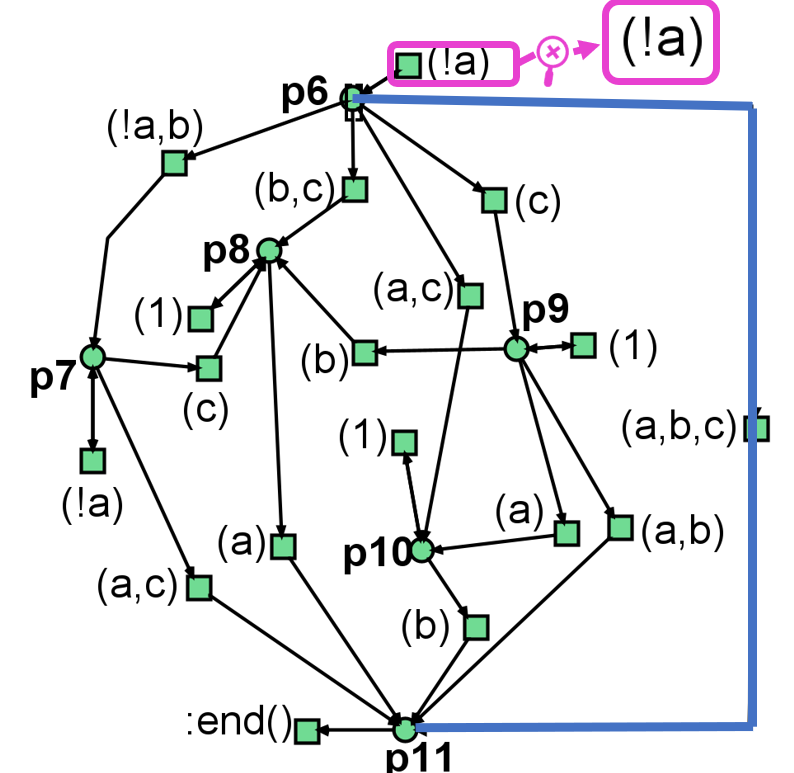 (!a)
(!a)
p6
(!a,b)
(b,c)
(c)
p8
(a,c)
p9
(1)
(b)
(1)
p7
(c)
(1)
(a,b,c)
(!a)
(a)
(a)
(a,b)
p10
(a,c)
(b)
:end()
p11